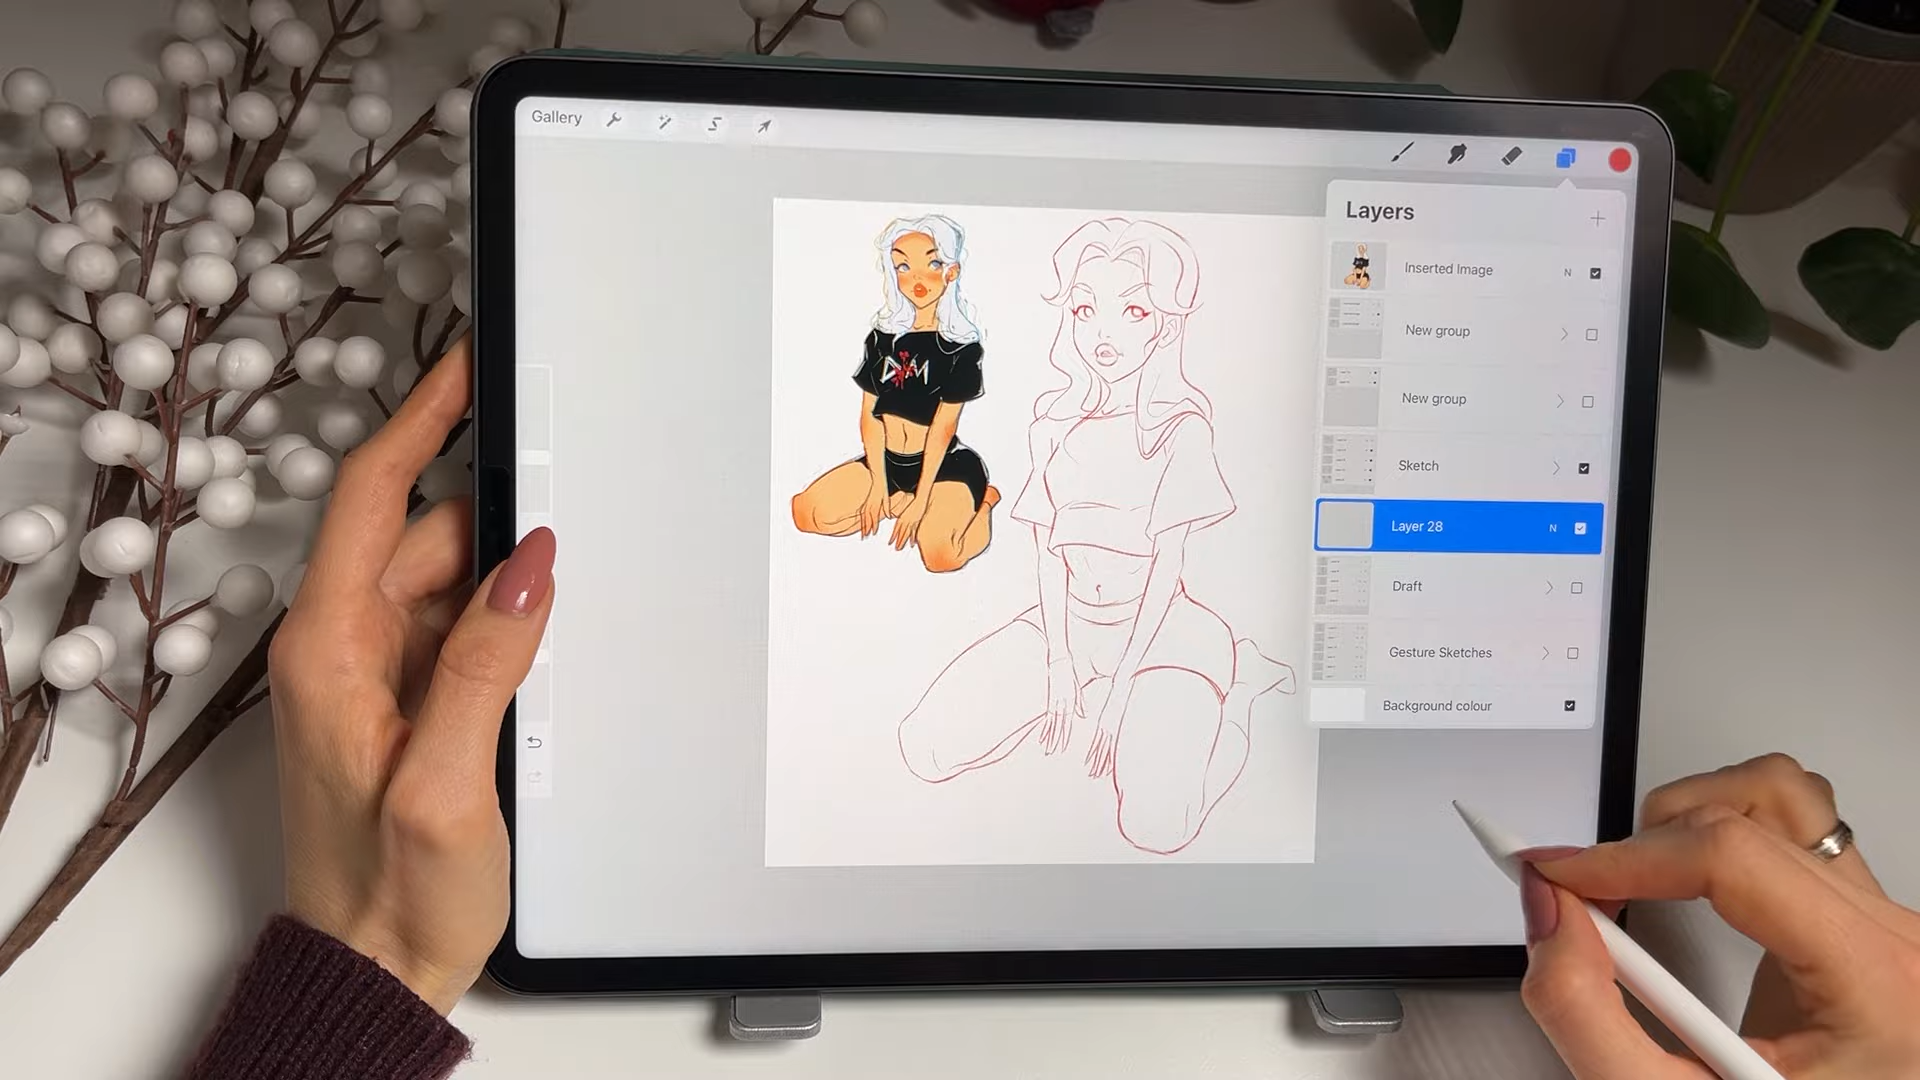 Gallery
Layers
Inserted Image N
New group
New group
Sketch
Layer 28 N
Draft
Gesture Sketches
Background colour